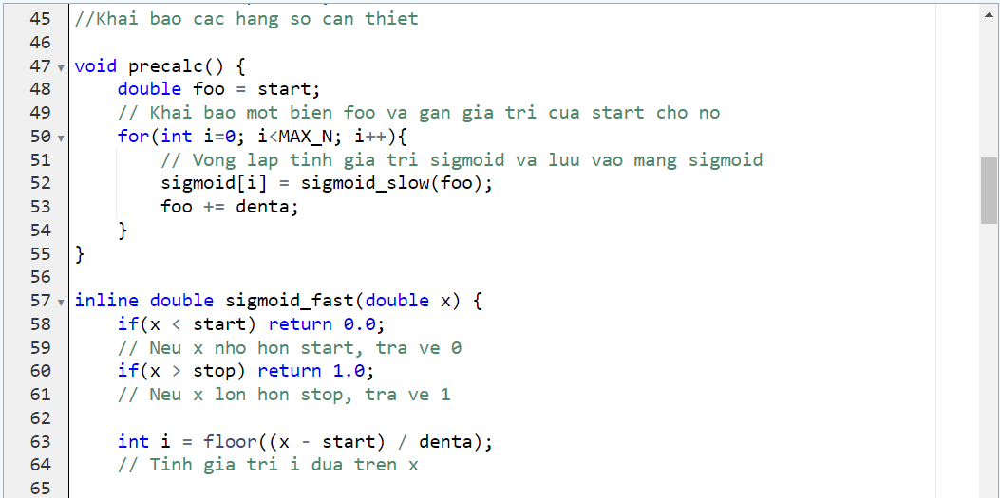 45 //Khai bao cac hang so can thiet
46
47 void precalc() {
48     double foo = start;
49     // Khai bao mot bien foo va gan gia tri cua start cho no
50     for(int i=0; i<MAX_N; i++){
51         // Vong lap tinh gia tri sigmoid va luu vao mang sigmoid
52         sigmoid[i] = sigmoid_slow(foo);
53         foo += denta;
54     }
55 }
56
57 inline double sigmoid_fast(double x) {
58     if(x < start) return 0.0;
59     // Neu x nho hon start, tra ve 0
60     if(x > stop) return 1.0;
61     // Neu x lon hon stop, tra ve 1
62
63     int i = floor((x - start) / denta);
64     // Tinh gia tri i dua tren x
65